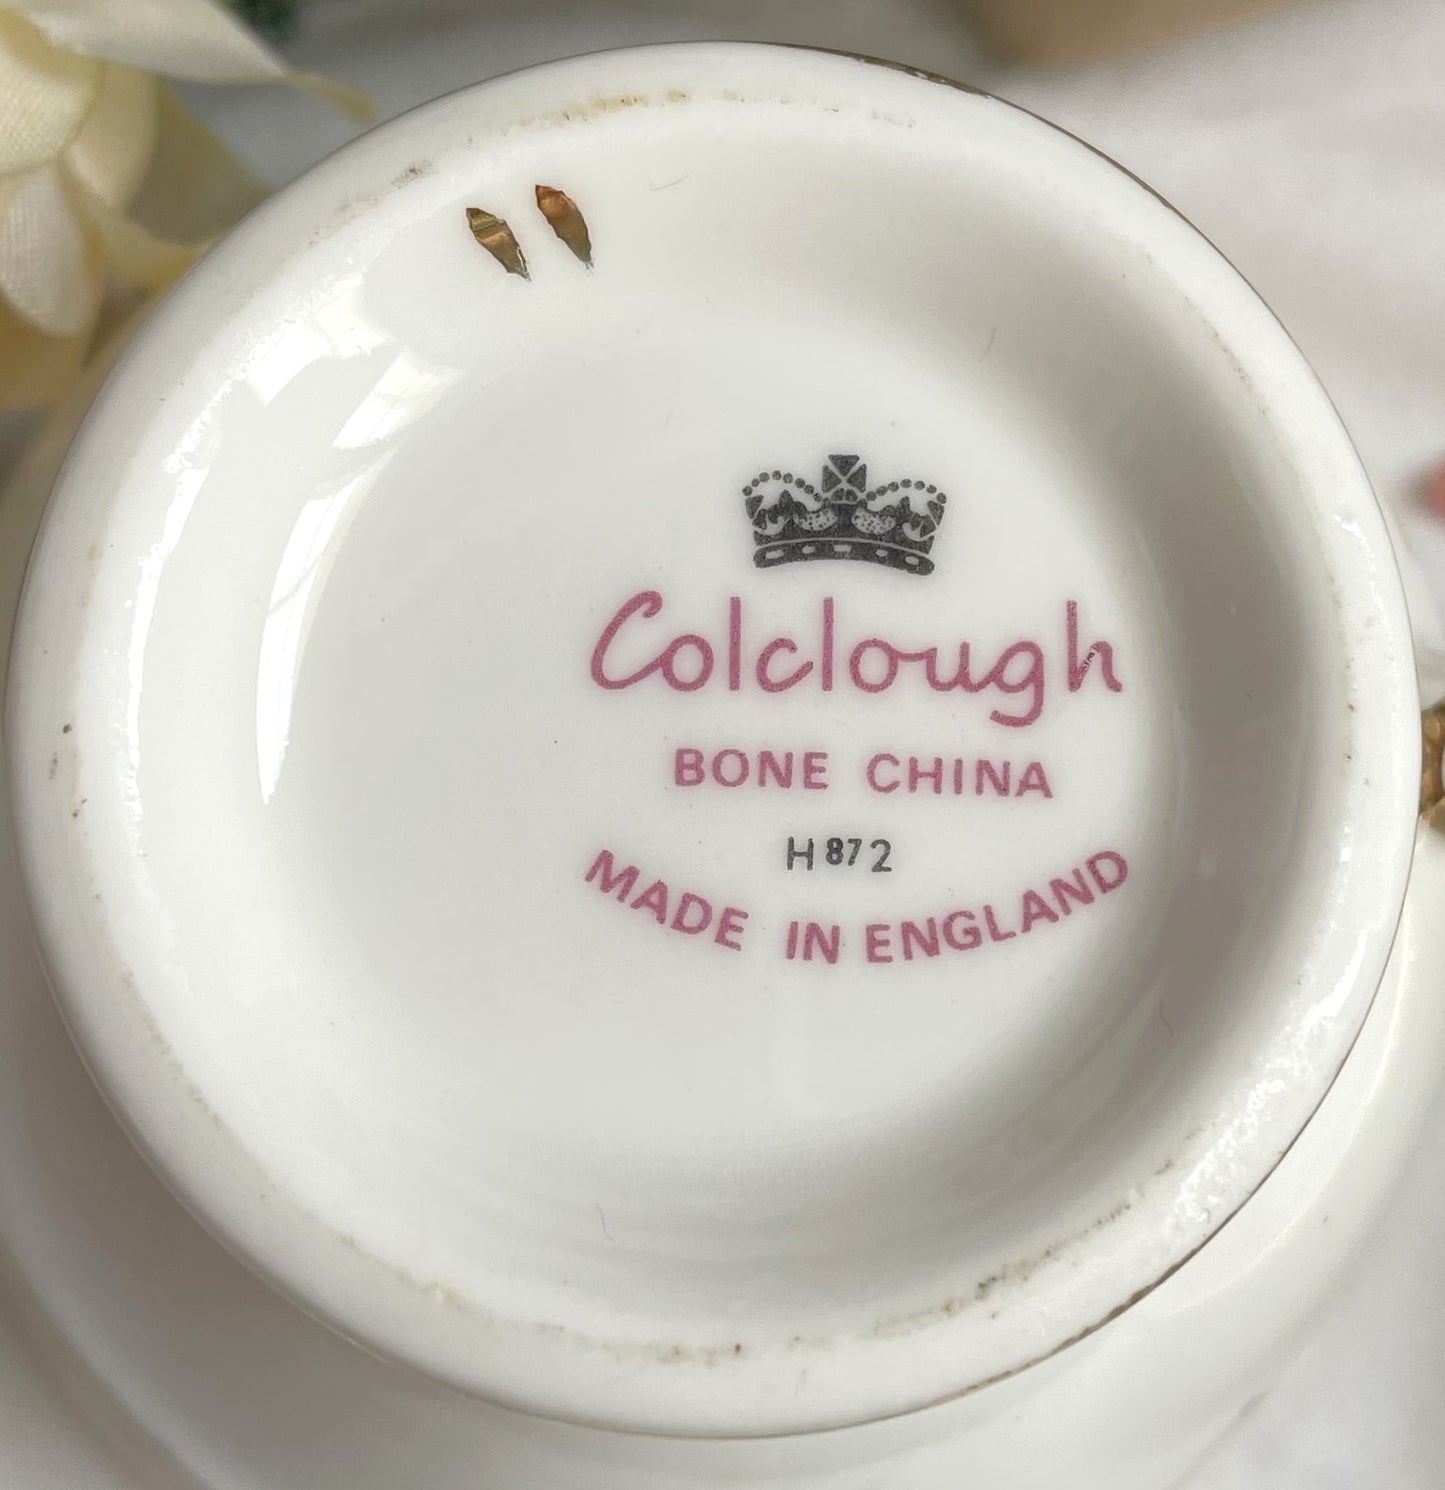 Colclough
BONE CHINA
H872
MADE IN ENGLAND